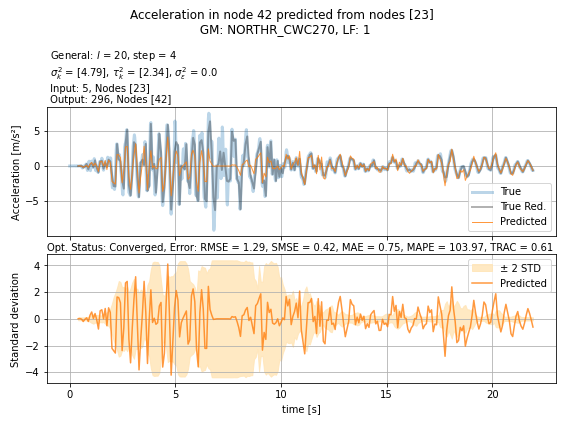 Acceleration in node 42 predicted from nodes [23]
GM: NORTHR_CWC270, LF: 1
General: l = 20, step = 4
σ²ₖ = [4.79], τ²ₖ = [2.34], σ²ε = 0.0
Input: 5, Nodes [23]
Output: 296, Nodes [42]
Acceleration [m/s²]
5
0
−5
True
True Red.
Predicted
Opt. Status: Converged, Error: RMSE = 1.29, SMSE = 0.42, MAE = 0.75, MAPE = 103.97, TRAC = 0.61
Standard deviation
4
2
0
−2
−4
± 2 STD
Predicted
0 5 10 15 20
time [s]